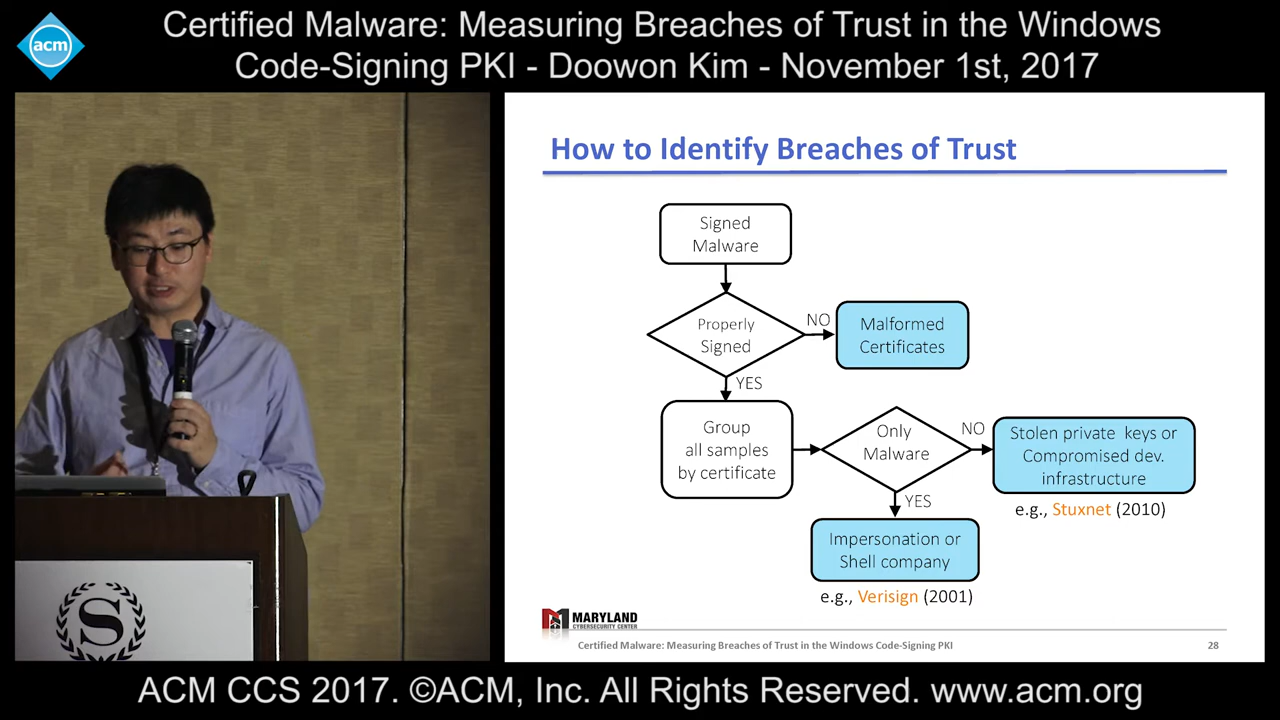 acm
Certified Malware: Measuring Breaches of Trust in the Windows
Code-Signing PKI - Doowon Kim - November 1st, 2017
How to Identify Breaches of Trust
Signed
Malware
Properly
Signed
NO
Malformed
Certificates
YES
Group
all samples
by certificate
Only
Malware
NO
Stolen private keys or
Compromised dev.
infrastructure
e.g., Stuxnet (2010)
YES
Impersonation or
Shell company
e.g., Verisign (2001)
MARYLAND
CYBERSECURITY CENTER
Certified Malware: Measuring Breaches of Trust in the Windows Code-Signing PKI
28
S
ACM CCS 2017. ©ACM, Inc. All Rights Reserved. www.acm.org